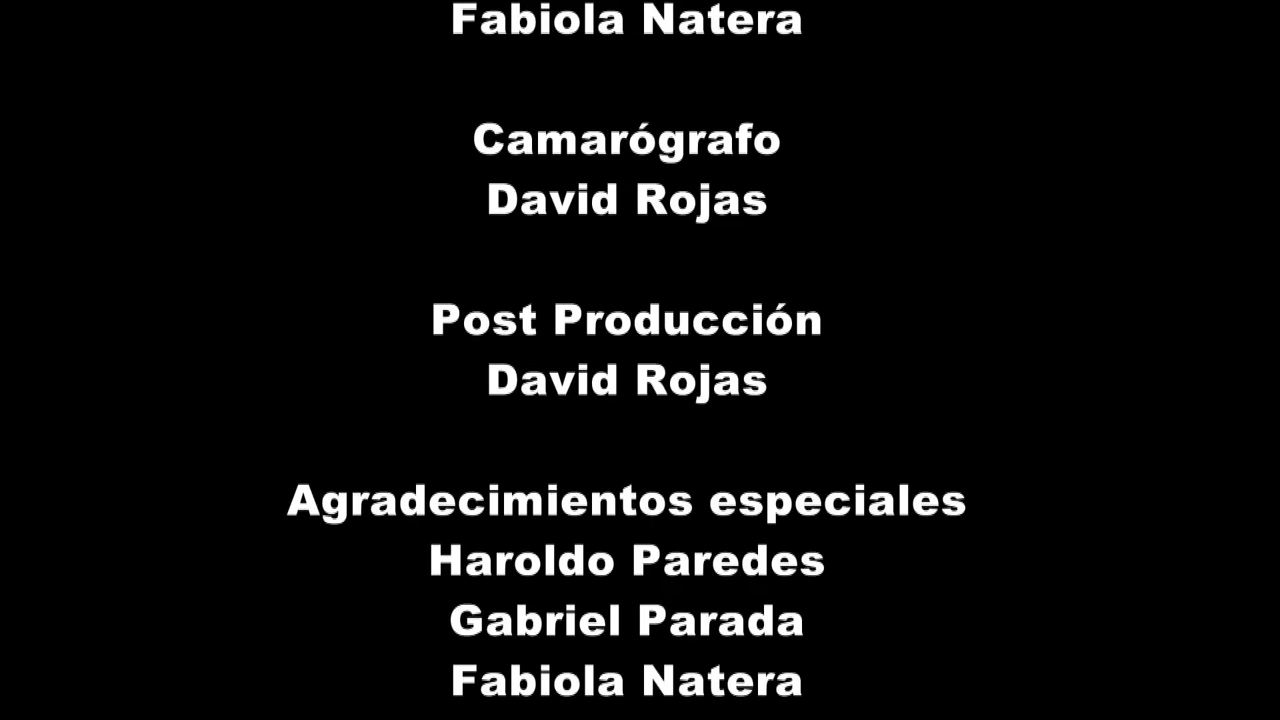 Fabiola Natera
Camarógrafo
David Rojas
Post Producción
David Rojas
Agradecimientos especiales
Haroldo Paredes
Gabriel Parada
Fabiola Natera